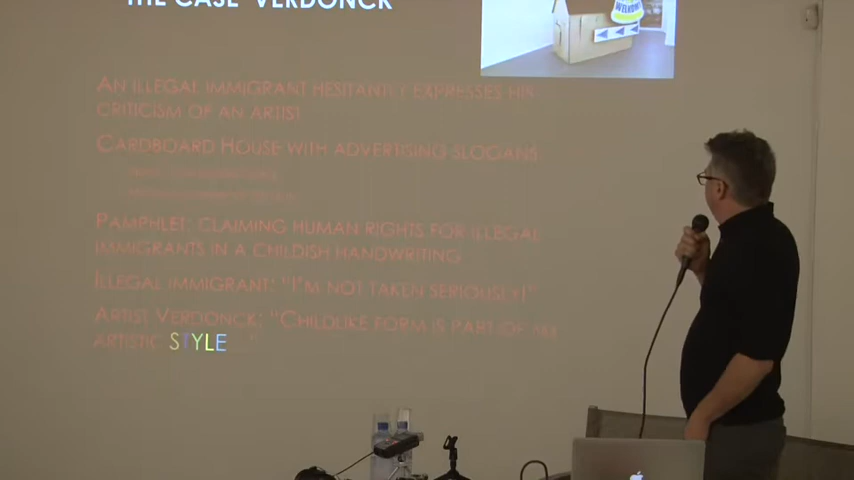 THE CASE VERDONCK
WELKOM
AN ILLEGAL IMMIGRANT HESITANTLY EXPRESSES HIS
CRITICISM OF AN ARTIST
CARDBOARD HOUSE WITH ADVERTISING SLOGANS
PAMPHLET: CLAIMING HUMAN RIGHTS FOR ILLEGAL
IMMIGRANTS IN A CHILDISH HANDWRITING
ILLEGAL IMMIGRANT: "I'M NOT TAKEN SERIOUSLY!"
ARTIST VERDONCK: "CHILDLIKE FORM IS PART OF MY
ARTISTIC STYLE..."